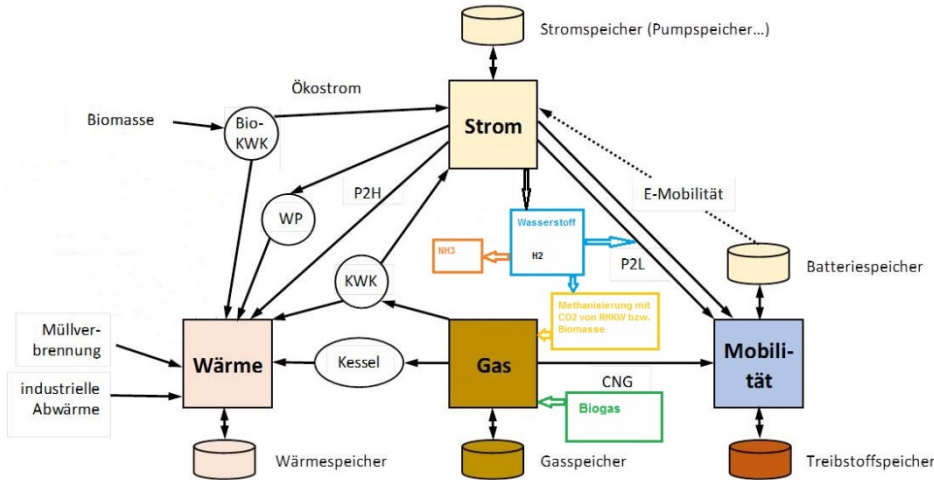 Stromspeicher (Pumpspeicher...)
Ökostrom
Biomasse
Bio-
KWK
Strom
P2H
E-Mobilität
WP
Wasserstoff
H2
NH3
P2L
KWK
Batteriespeicher
Methanisierung mit
CO2 von RHKW bzw.
Biomasse
Müllver-
brennung
Wärme
Kessel
Gas
Mobili-
tät
industrielle
Abwärme
CNG
Biogas
Wärmespeicher
Gasspeicher
Treibstoffspeicher